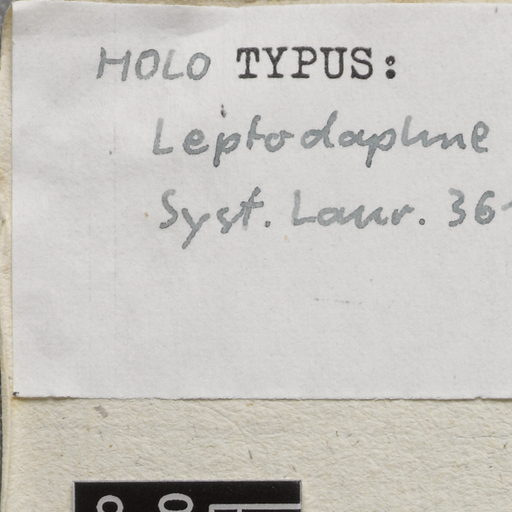 HOLO TYPUS:
Leptodaphne
Syst. Laur. 36